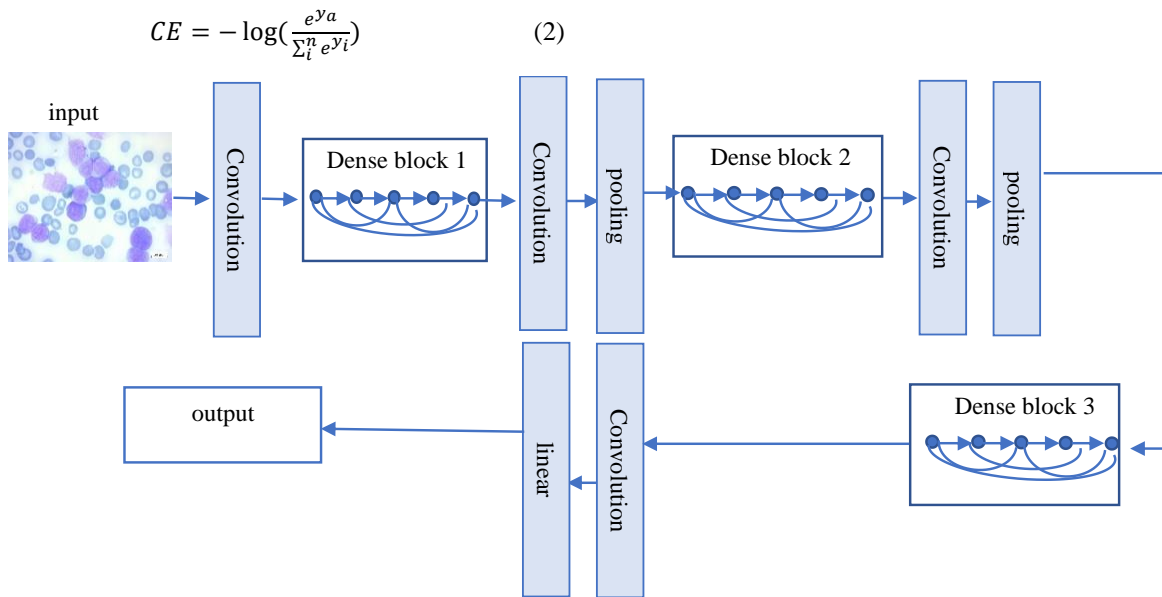 CE = − log(e^{y_a} / Σ_i^n e^{y_i}) (2)
input
Convolution
Dense block 1
Convolution
pooling
Dense block 2
Convolution
pooling
output
linear
Convolution
Dense block 3